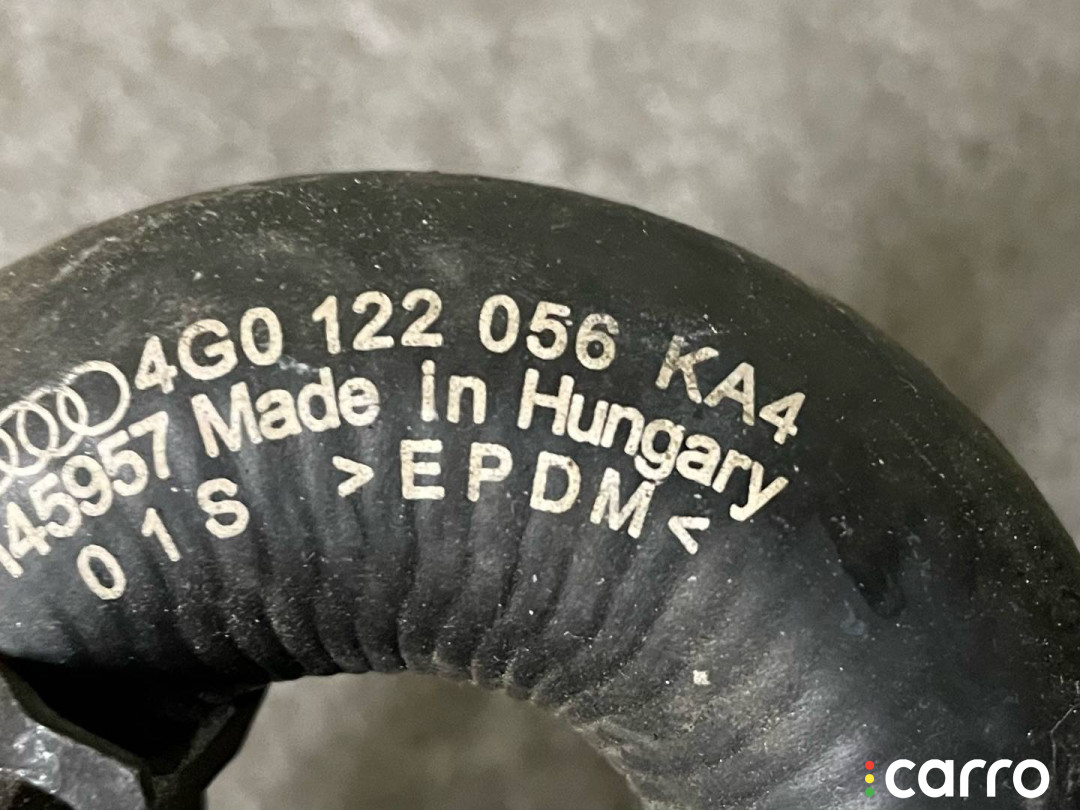 4G0 122 056 KA4
145957 Made in Hungary
0 1 S >EPDM<
carro